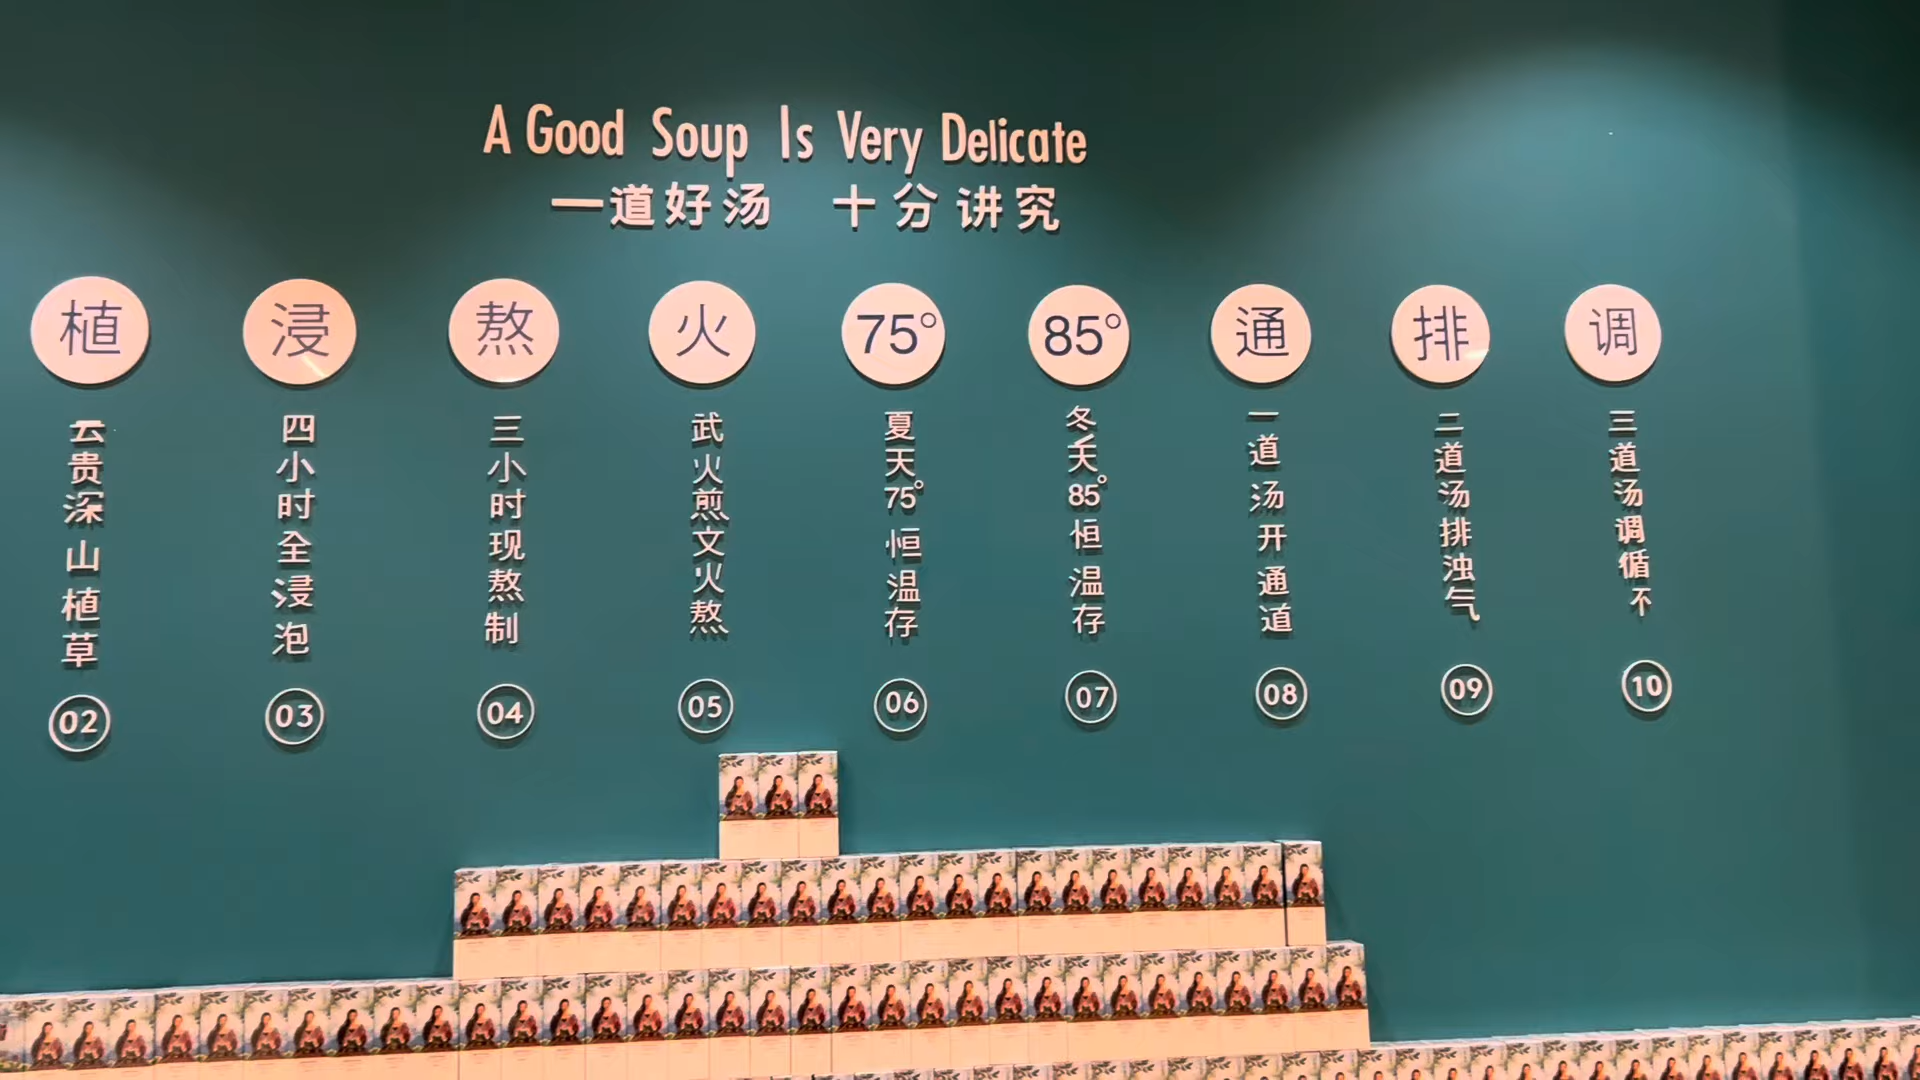 A Good Soup Is Very Delicate
一道好汤 十分讲究
植
云贵深山植草
02
浸
四小时全浸泡
03
熬
三小时现熬制
04
火
武火煎文火熬
05
75°
夏天75°恒温存
06
85°
冬天85°恒温存
07
通
一道汤开通道
08
排
二道汤排浊气
09
调
三道汤调循不
10